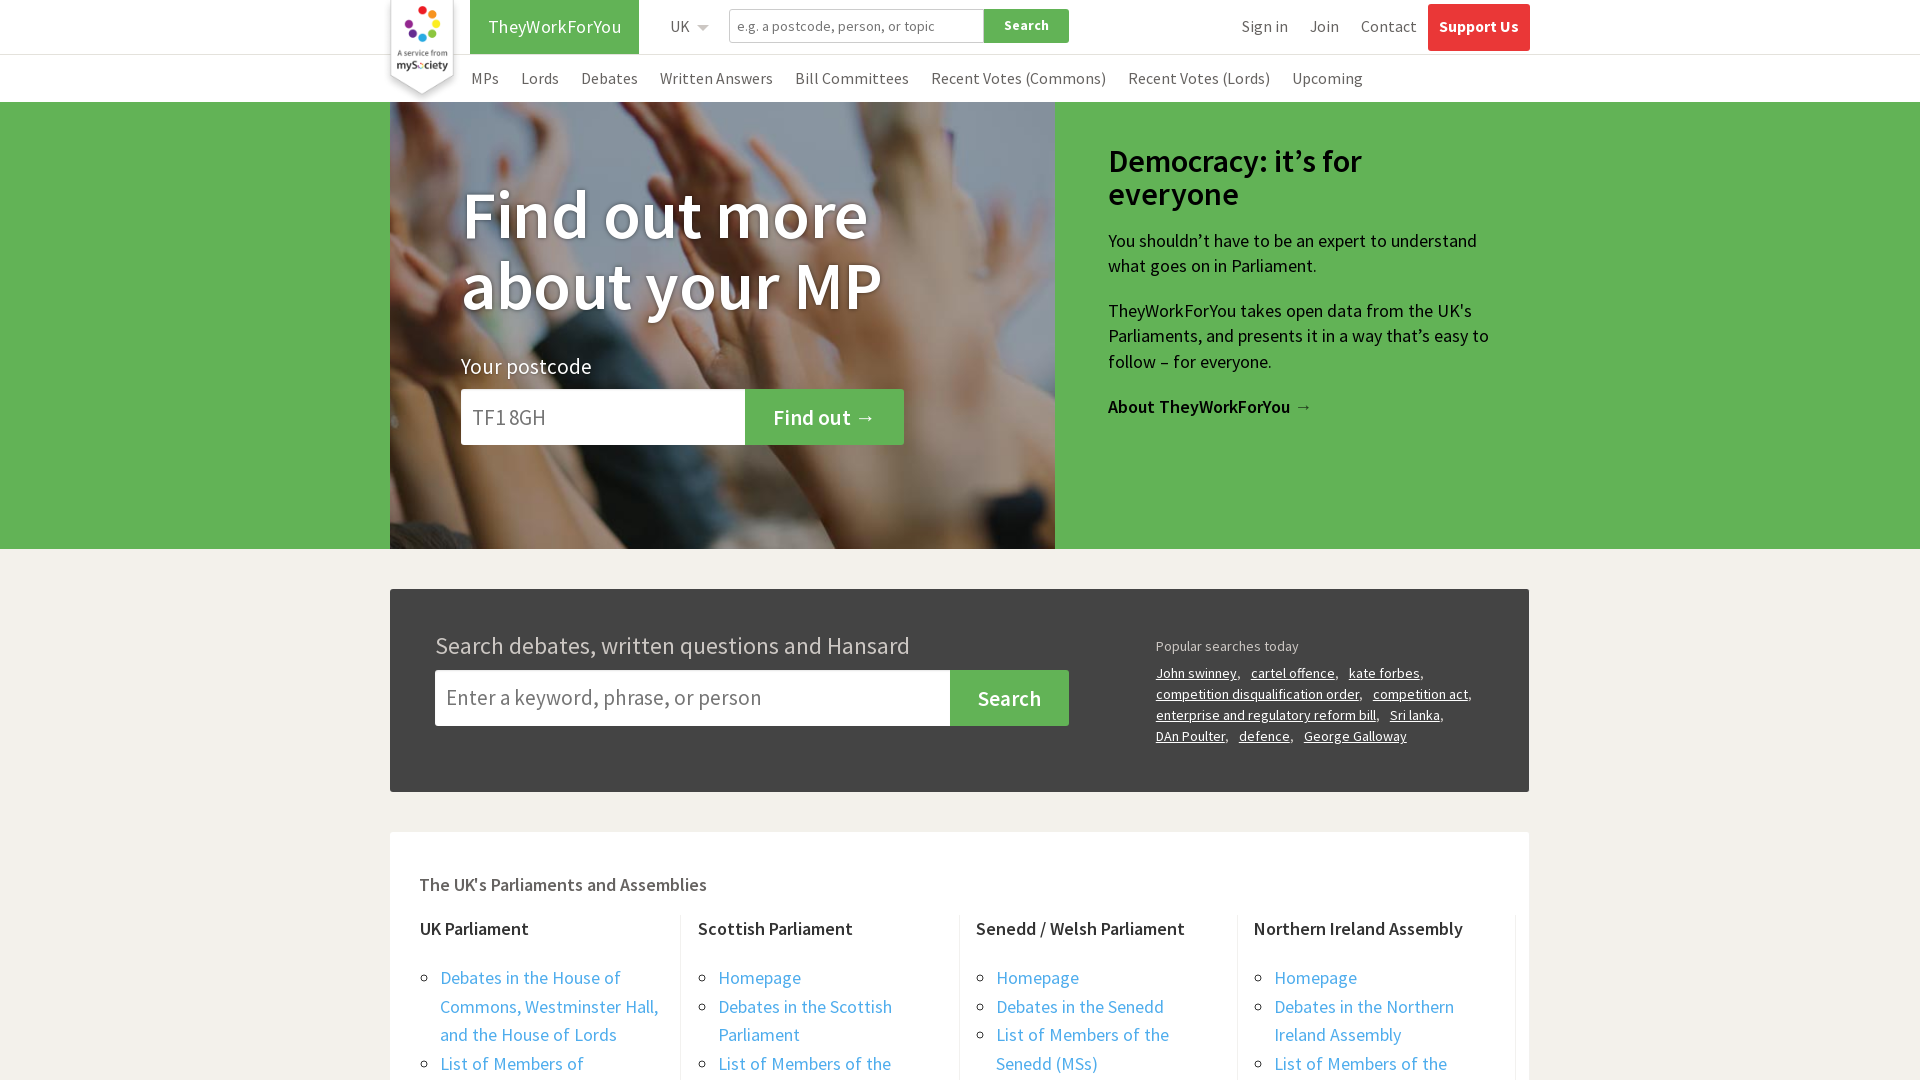 A service from
mySociety
TheyWorkForYou
UK
e.g. a postcode, person, or topic
Search
Sign in
Join
Contact
Support Us
MPs
Lords
Debates
Written Answers
Bill Committees
Recent Votes (Commons)
Recent Votes (Lords)
Upcoming
Find out more
about your MP
Your postcode
TF1 8GH
Find out →
Democracy: it’s for
everyone
You shouldn’t have to be an expert to understand
what goes on in Parliament.
TheyWorkForYou takes open data from the UK's
Parliaments, and presents it in a way that’s easy to
follow – for everyone.
About TheyWorkForYou →
Search debates, written questions and Hansard
Enter a keyword, phrase, or person
Search
Popular searches today
John swinney, cartel offence, kate forbes,
competition disqualification order, competition act,
enterprise and regulatory reform bill, Sri lanka,
DAn Poulter, defence, George Galloway
The UK's Parliaments and Assemblies
UK Parliament
Debates in the House of
Commons, Westminster Hall,
and the House of Lords
List of Members of
Scottish Parliament
Homepage
Debates in the Scottish
Parliament
List of Members of the
Senedd / Welsh Parliament
Homepage
Debates in the Senedd
List of Members of the
Senedd (MSs)
Northern Ireland Assembly
Homepage
Debates in the Northern
Ireland Assembly
List of Members of the